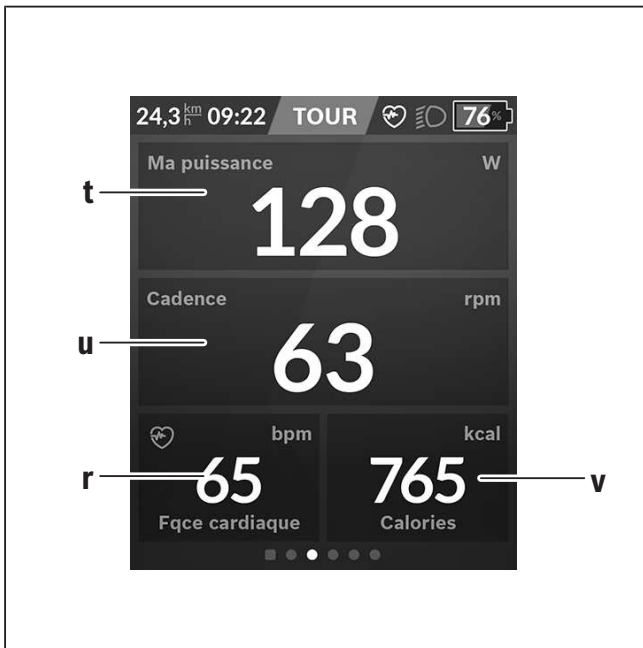 24,3 km/h 09:22 TOUR 76%
Ma puissance W
t
128
Cadence rpm
u
63
bpm kcal
r 65 765 v
Fqce cardiaque Calories